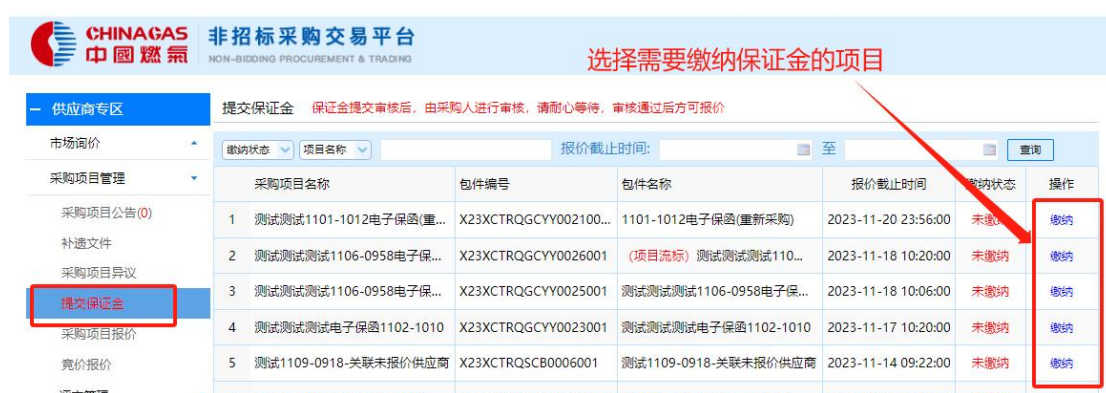 CHINAGAS
中國燃氣
非招标采购交易平台
NON-BIDDING PROCUREMENT & TRADING
选择需要缴纳保证金的项目
供应商专区
提交保证金 保证金提交审核后，由采购人进行审核，请耐心等待，审核通过后方可报价
市场询价
缴纳状态 项目名称 报价截止时间: 至 查询
采购项目管理
采购项目名称 包件编号 包件名称 报价截止时间 缴纳状态 操作
采购项目公告(0)
1 测试测试1101-1012电子保函(重... X23XCTRQGCYY002100... 1101-1012电子保函(重新采购) 2023-11-20 23:56:00 未缴纳 缴纳
补遗文件
2 测试测试测试1106-0958电子保... X23XCTRQGCYY0026001 (项目流标) 测试测试测试110... 2023-11-18 10:20:00 未缴纳 缴纳
采购项目异议
3 测试测试测试1106-0958电子保... X23XCTRQGCYY0025001 测试测试测试1106-0958电子保... 2023-11-18 10:06:00 未缴纳 缴纳
提交保证金
4 测试测试测试电子保函1102-1010 X23XCTRQGCYY0023001 测试测试测试电子保函1102-1010 2023-11-17 10:20:00 未缴纳 缴纳
采购项目报价
5 测试1109-0918-关联未报价供应商 X23XCTRQSCB0006001 测试1109-0918-关联未报价供应商 2023-11-14 09:22:00 未缴纳 缴纳
竞价报价